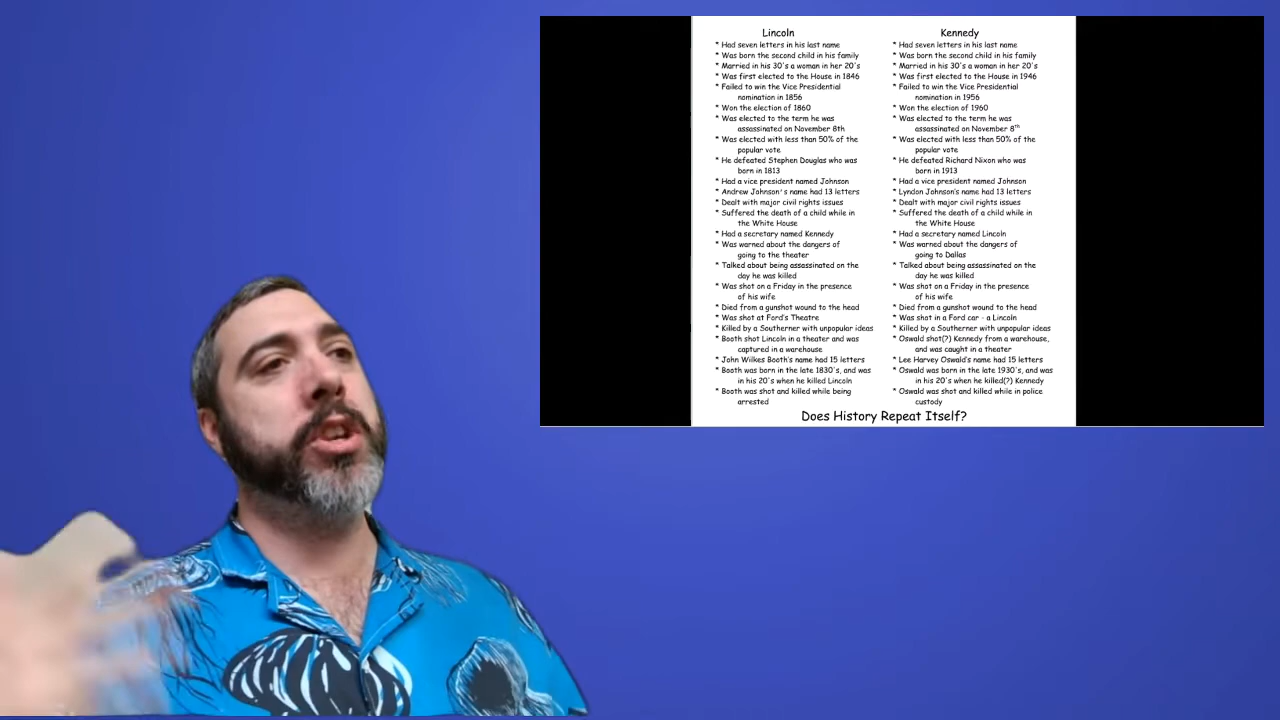 Lincoln
* Had seven letters in his last name
* Was born the second child in his family
* Married in his 30's a woman in her 20's
* Was first elected to the House in 1846
* Failed to win the Vice Presidential
nomination in 1856
* Won the election of 1860
* Was elected to the term he was
assassinated on November 8th
* Was elected with less than 50% of the
popular vote
* He defeated Stephen Douglas who was
born in 1813
* Had a vice president named Johnson
* Andrew Johnson's name had 13 letters
* Dealt with major civil rights issues
* Suffered the death of a child while in
the White House
* Had a secretary named Kennedy
* Was warned about the dangers of
going to the theater
* Talked about being assassinated on the
day he was killed
* Was shot on a Friday in the presence
of his wife
* Died from a gunshot wound to the head
* Was shot at Ford's Theatre
* Killed by a Southerner with unpopular ideas
* Booth shot Lincoln in a theater and was
captured in a warehouse
* John Wilkes Booth's name had 15 letters
* Booth was born in the late 1830's, and was
in his 20's when he killed Lincoln
* Booth was shot and killed while being
arrested
Kennedy
* Had seven letters in his last name
* Was born the second child in his family
* Married in his 30's a woman in her 20's
* Was first elected to the House in 1946
* Failed to win the Vice Presidential
nomination in 1956
* Won the election of 1960
* Was elected to the term he was
assassinated on November 8th
* Was elected with less than 50% of the
popular vote
* He defeated Richard Nixon who was
born in 1913
* Had a vice president named Johnson
* Lyndon Johnson's name had 13 letters
* Dealt with major civil rights issues
* Suffered the death of a child while in
the White House
* Had a secretary named Lincoln
* Was warned about the dangers of
going to Dallas
* Talked about being assassinated on the
day he was killed
* Was shot on a Friday in the presence
of his wife
* Died from a gunshot wound to the head
* Was shot in a Ford car - a Lincoln
* Killed by a Southerner with unpopular ideas
* Oswald shot(?) Kennedy from a warehouse,
and was caught in a theater
* Lee Harvey Oswald's name had 15 letters
* Oswald was born in the late 1930's, and was
in his 20's when he killed(?) Kennedy
* Oswald was shot and killed while in police
custody
Does History Repeat Itself?